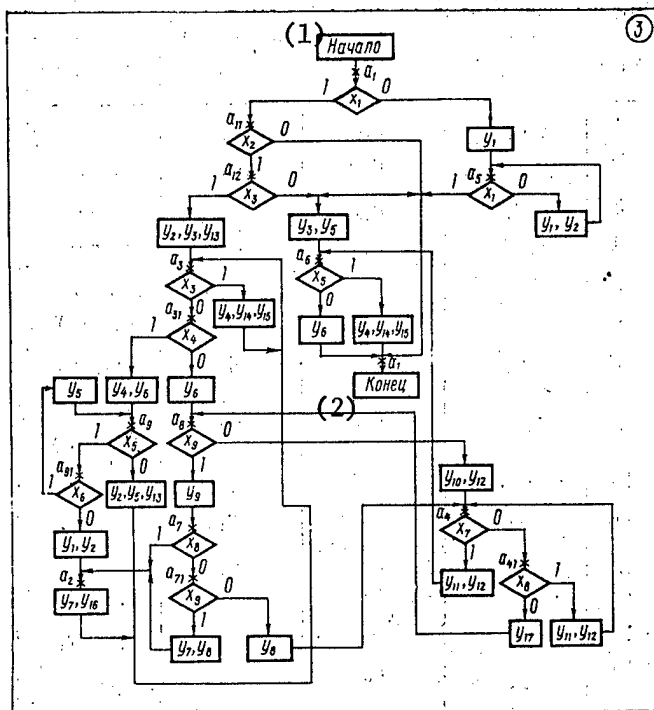 (1) Начало ③
a₁
1 x₁ 0
a₁₁
x₂ 0
y₁
a₁₂ 1
1 x₃ 0
a₅
1 x₁ 0
y₂, y₃, y₁₃
y₃, y₅
y₁, y₂
a₃
x₃ 1
a₆
x₅ 1
a₃₁ 0
y₄, y₁₄, y₁₅
0
1 x₄
y₆
y₄, y₁₄, y₁₅
0
a₁
y₅
y₄, y₆
y₆
Конец
(2)
a₉
1 x₅
a₈
x₉ 0
a₉₁
0
1
y₁₀, y₁₂
1 x₆
y₂, y₅, y₁₃
y₉
a₄
x₇ 0
0
a₇
1 x₈
1
a₄₁
y₁, y₂
0
x₈ 1
a₂
a₇₁
x₉ 0
y₁₁, y₁₂
0
y₇, y₁₆
1
y₇, y₈
y₈
y₁₇
y₁₁, y₁₂